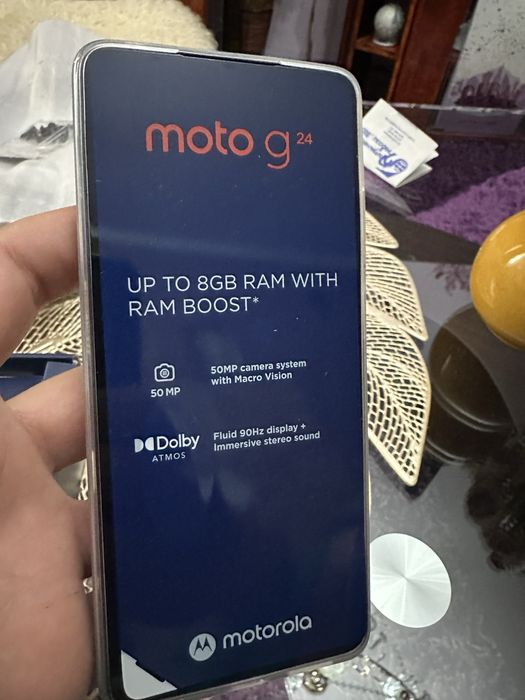 moto g 24
UP TO 8GB RAM WITH
RAM BOOST*
50 MP
50MP camera system
with Macro Vision
Dolby
ATMOS
Fluid 90Hz display +
Immersive stereo sound
motorola